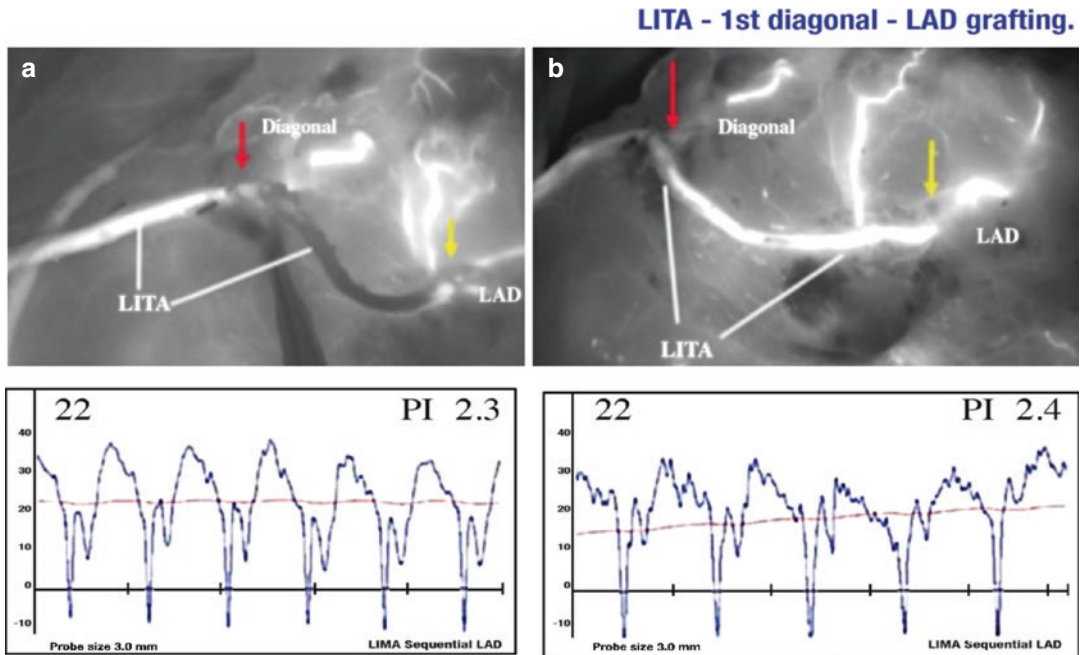 LITA - 1st diagonal - LAD grafting.
a
Diagonal
LITA
LAD
b
Diagonal
LAD
LITA
22
PI 2.3
40
30
20
10
0
-10
Probe size 3.0 mm
LIMA Sequential LAD
22
PI 2.4
40
30
20
10
0
-10
Probe size 3.0 mm
LIMA Sequential LAD